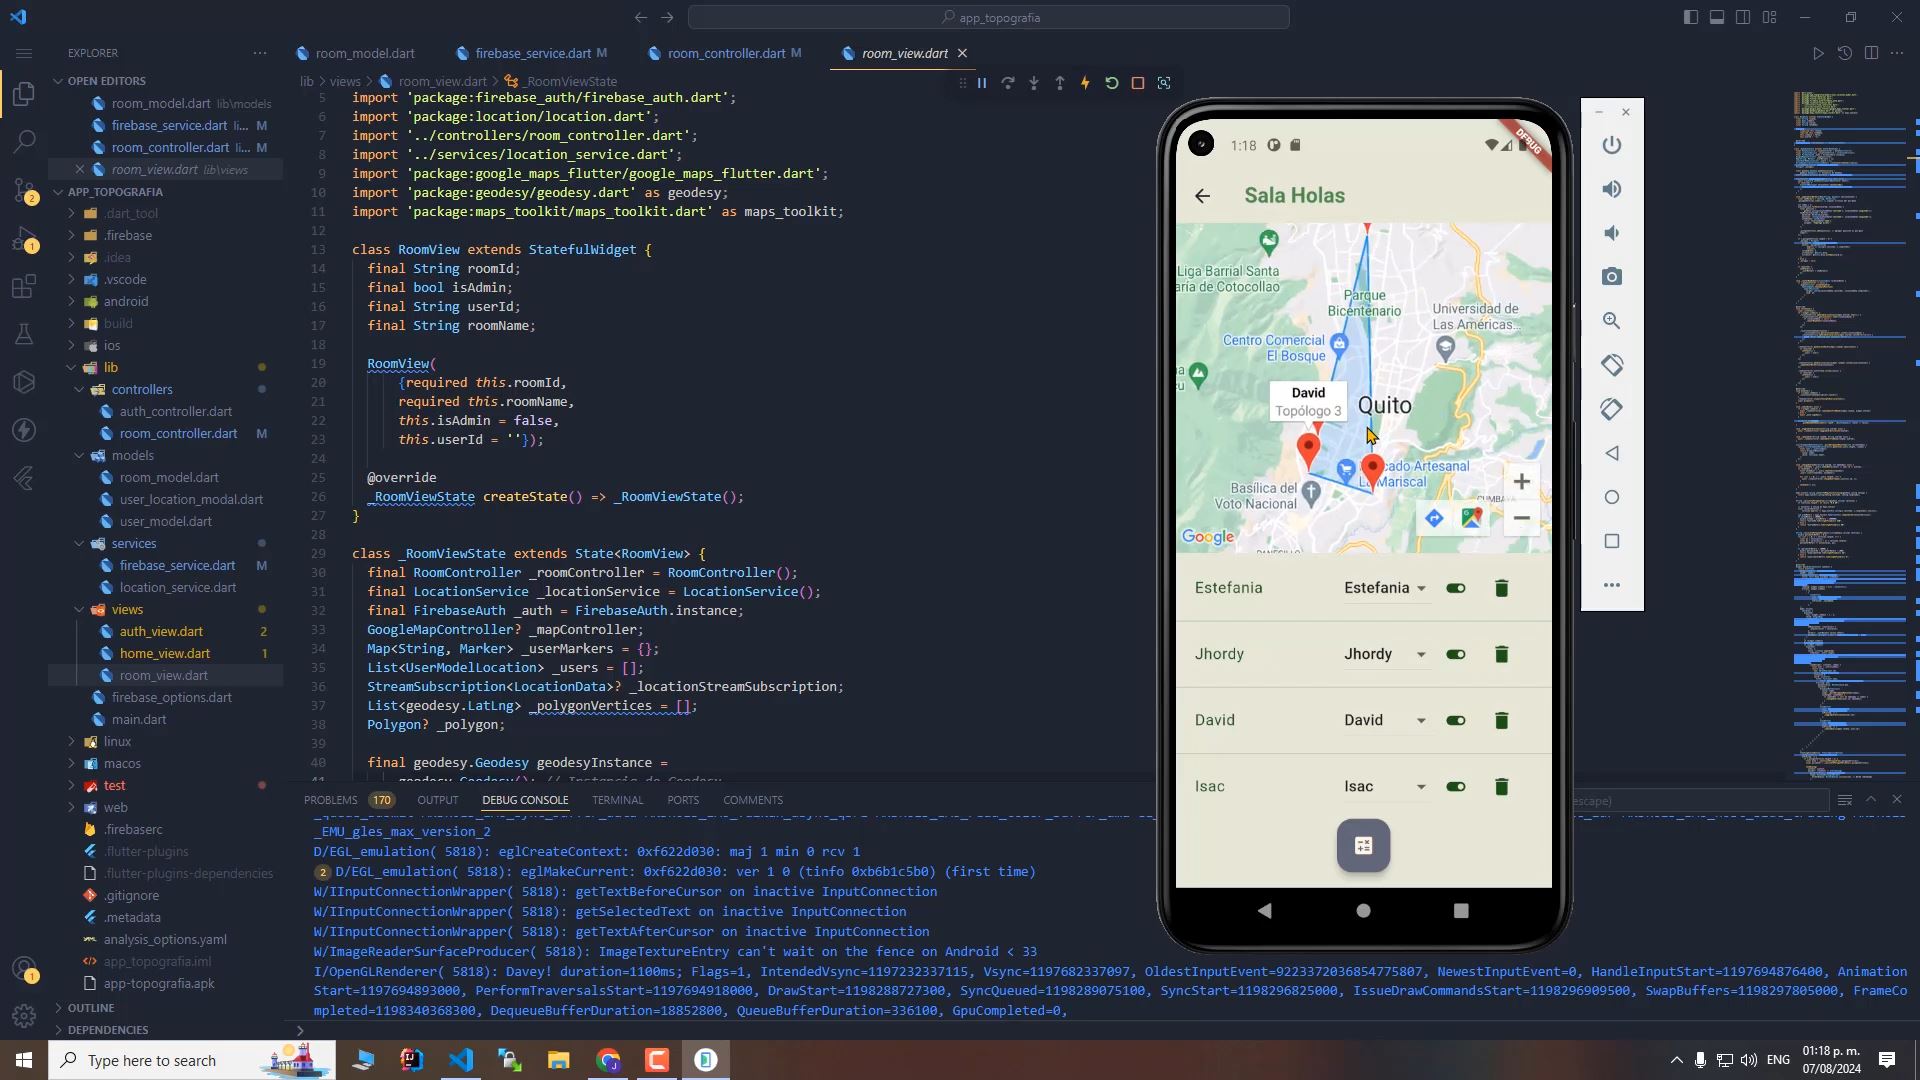 app_topografia
EXPLORER
OPEN EDITORS
room_model.dart lib\models
firebase_service.dart li... M
room_controller.dart l... M
room_view.dart lib\views
APP_TOPOGRAFIA
.dart_tool
.firebase
.idea
.vscode
android
build
ios
lib
controllers
auth_controller.dart
room_controller.dart M
models
room_model.dart
user_location_modal.dart
user_model.dart
services
firebase_service.dart M
location_service.dart
views
auth_view.dart 2
home_view.dart 1
room_view.dart
firebase_options.dart
main.dart
linux
macos
test
web
.firebaserc
.flutter-plugins
.flutter-plugins-dependencies
.gitignore
.metadata
analysis_options.yaml
app_topografia.iml
app-topografia.apk
OUTLINE
DEPENDENCIES
2
1
1
room_model.dart
firebase_service.dart M
room_controller.dart M
room_view.dart
lib > views > room_view.dart > _RoomViewState
5 import 'package:firebase_auth/firebase_auth.dart';
6 import 'package:location/location.dart';
7 import '../controllers/room_controller.dart';
8 import '../services/location_service.dart';
9 import 'package:google_maps_flutter/google_maps_flutter.dart';
10 import 'package:geodesy/geodesy.dart' as geodesy;
11 import 'package:maps_toolkit/maps_toolkit.dart' as maps_toolkit;
12
13 class RoomView extends StatefulWidget {
14 final String roomId;
15 final bool isAdmin;
16 final String userId;
17 final String roomName;
18
19 RoomView(
20 {required this.roomId,
21 required this.roomName,
22 this.isAdmin = false,
23 this.userId = ''});
24
25 @override
26 _RoomViewState createState() => _RoomViewState();
27 }
28
29 class _RoomViewState extends State<RoomView> {
30 final RoomController _roomController = RoomController();
31 final LocationService _locationService = LocationService();
32 final FirebaseAuth _auth = FirebaseAuth.instance;
33 GoogleMapController? _mapController;
34 Map<String, Marker> _userMarkers = {};
35 List<UserModelLocation> _users = [];
36 StreamSubscription<LocationData>? _locationStreamSubscription;
37 List<geodesy.LatLng> _polygonVertices = [];
38 Polygon? _polygon;
39
40 final geodesy.Geodesy geodesyInstance =
41 geodesy.Geodesy(); // Instancia de Geodesy
PROBLEMS 170 OUTPUT DEBUG CONSOLE TERMINAL PORTS COMMENTS
_EMU_gles_max_version_2
D/EGL_emulation( 5818): eglCreateContext: 0xf622d030: maj 1 min 0 rcv 1
2 D/EGL_emulation( 5818): eglMakeCurrent: 0xf622d030: ver 1 0 (tinfo 0xb6b1c5b0) (first time)
W/IInputConnectionWrapper( 5818): getTextBeforeCursor on inactive InputConnection
W/IInputConnectionWrapper( 5818): getSelectedText on inactive InputConnection
W/IInputConnectionWrapper( 5818): getTextAfterCursor on inactive InputConnection
W/ImageReaderSurfaceProducer( 5818): ImageTextureEntry can't wait on the fence on Android < 33
I/OpenGLRenderer( 5818): Davey! duration=1100ms; Flags=1, IntendedVsync=1197232337115, Vsync=1197682337097, OldestInputEvent=9223372036854775807, NewestInputEvent=0, HandleInputStart=1197694876400, Animation
Start=1197694893000, PerformTraversalsStart=1197694918000, DrawStart=1198288727300, SyncQueued=1198289075100, SyncStart=1198296825000, IssueDrawCommandsStart=1198296909500, SwapBuffers=1198297805000, FrameCo
mpleted=1198340368300, DequeueBufferDuration=18852800, QueueBufferDuration=336100, GpuCompleted=0,
escape)
1:18
DEBUG
Sala Holas
Liga Barrial Santa
aría de Cotocollao
Parque
Bicentenario
Universidad de
Las Américas...
Centro Comercial
El Bosque
David
Topólogo 3
Quito
Mercado Artesanal
La Mariscal
Basílica del
Voto Nacional
Google
Estefania Estefania
Jhordy Jhordy
David David
Isac Isac
Type here to search
ENG
01:18 p. m.
07/08/2024